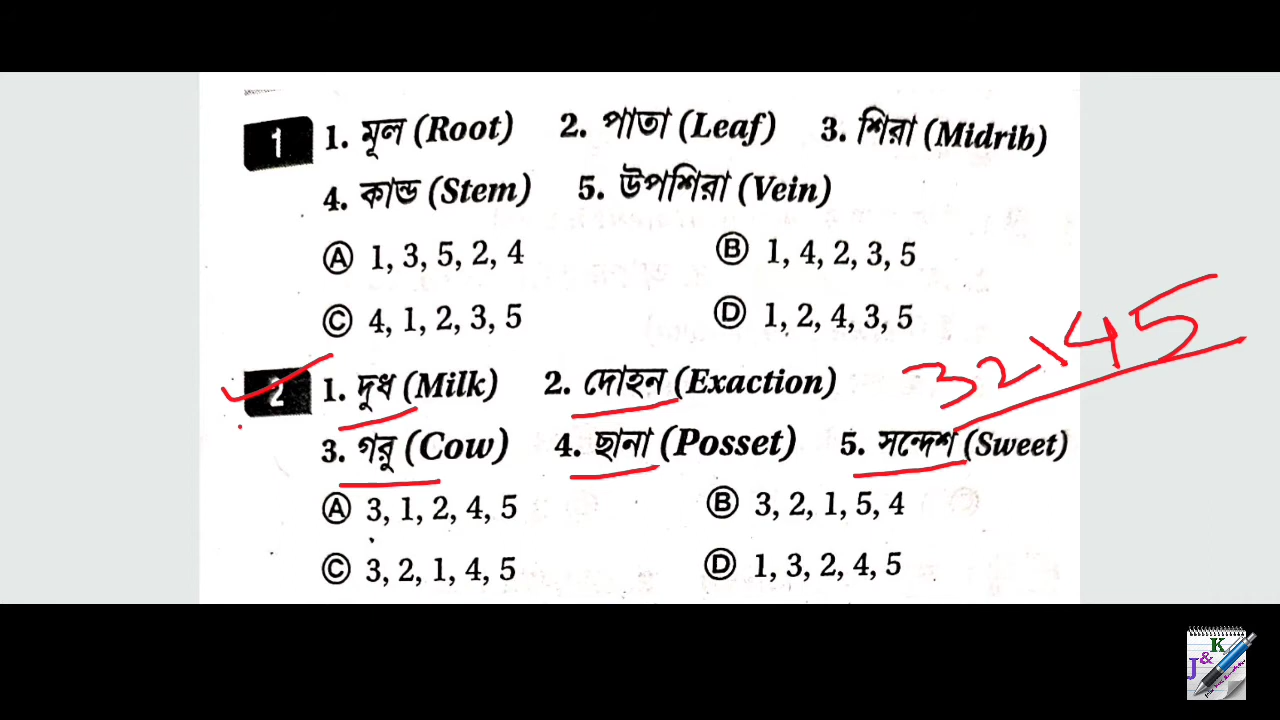 1 1. মূল (Root) 2. পাতা (Leaf) 3. শিরা (Midrib)
4. কান্ড (Stem) 5. উপশিরা (Vein)
Ⓐ 1, 3, 5, 2, 4 Ⓑ 1, 4, 2, 3, 5
Ⓒ 4, 1, 2, 3, 5 Ⓓ 1, 2, 4, 3, 5
32145
2 1. দুধ (Milk) 2. দোহন (Exaction)
3. গরু (Cow) 4. ছানা (Posset) 5. সন্দেশ (Sweet)
Ⓐ 3, 1, 2, 4, 5 Ⓑ 3, 2, 1, 5, 4
Ⓒ 3, 2, 1, 4, 5 Ⓓ 1, 3, 2, 4, 5
J&K